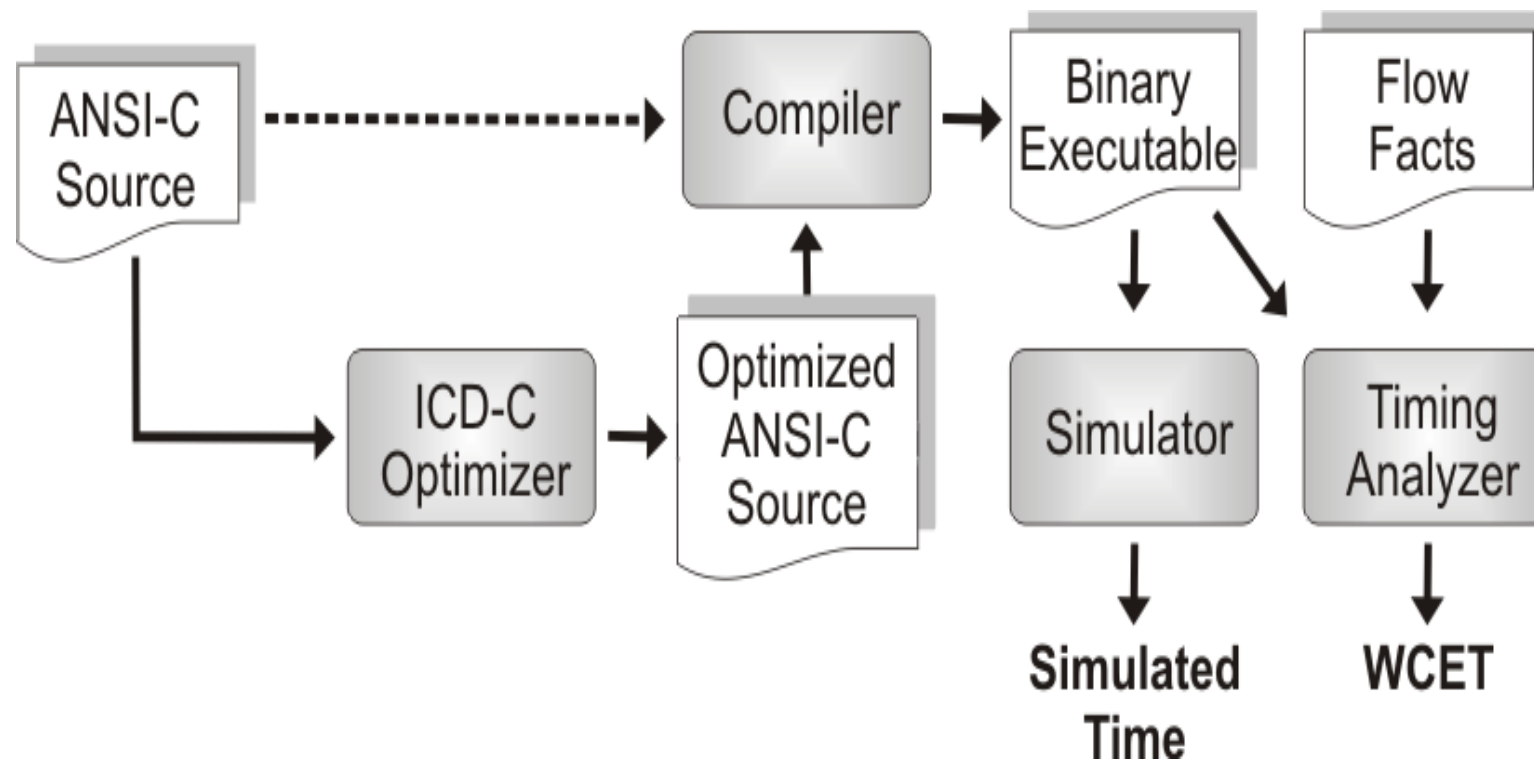 ANSI-C
Source
Compiler
Binary
Executable
Flow
Facts
ICD-C
Optimizer
Optimized
ANSI-C
Source
Simulator
Timing
Analyzer
Simulated
Time
WCET